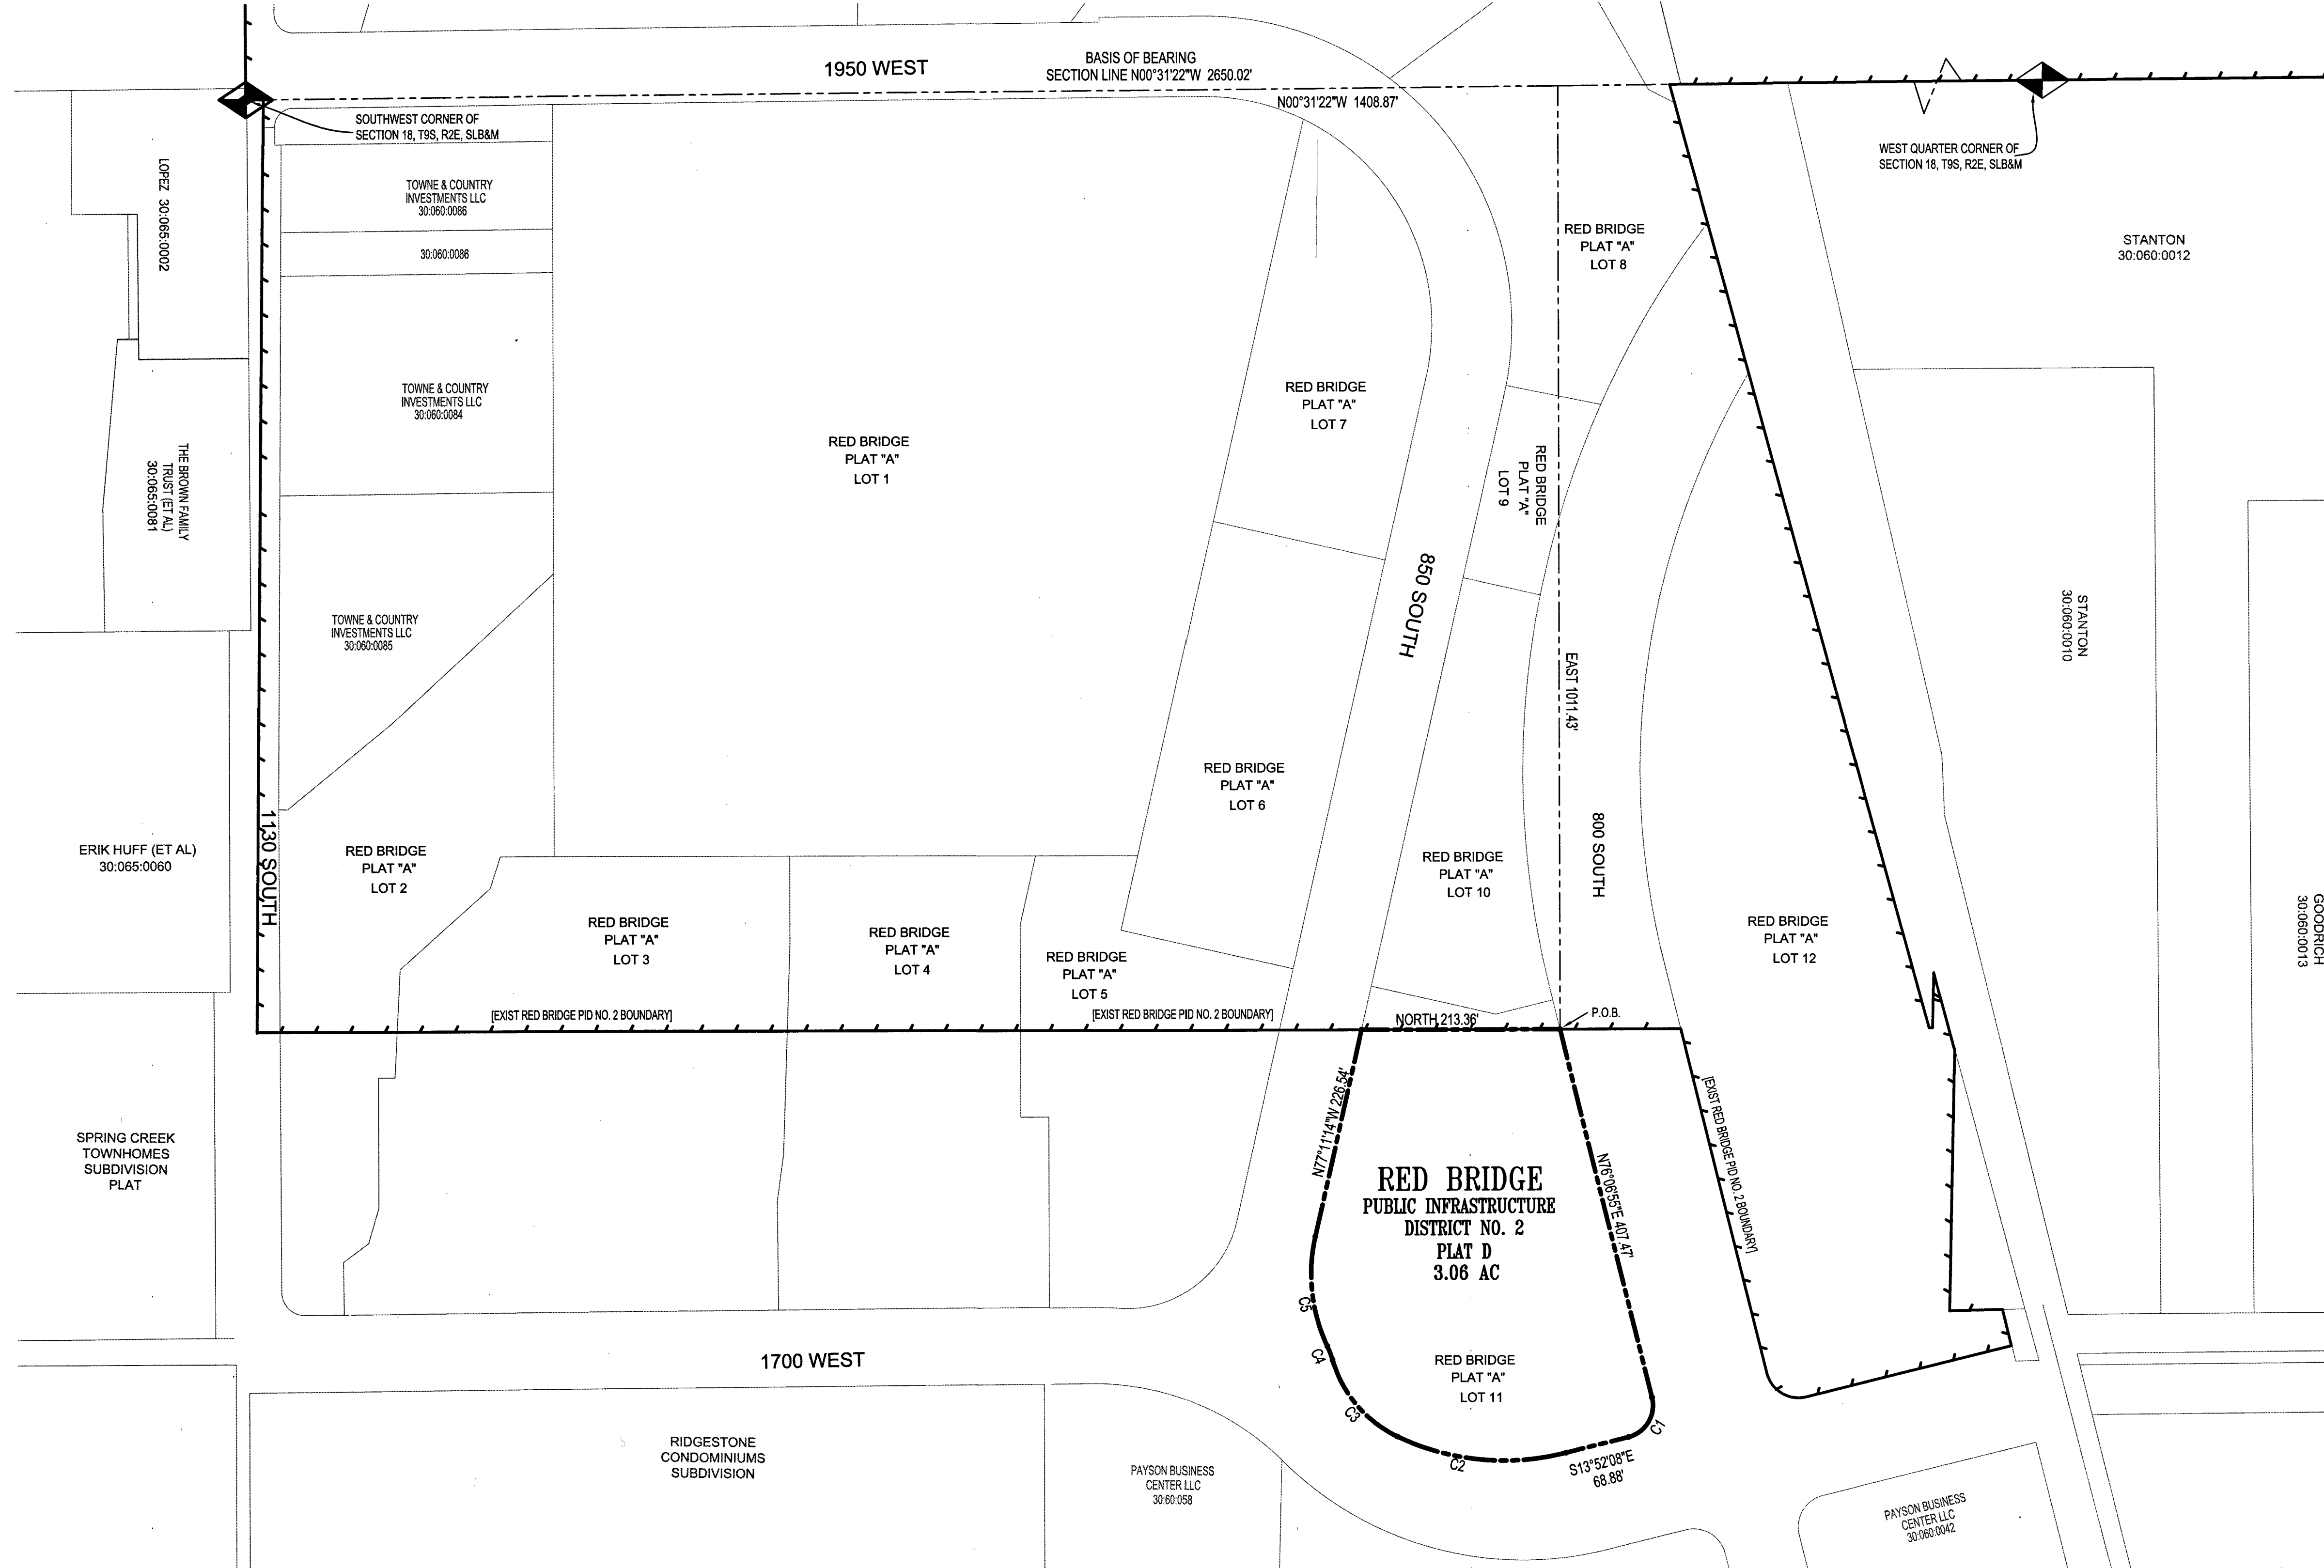 1950 WEST
BASIS OF BEARING
SECTION LINE N00°31'22"W 2650.02'
N00°31'22"W 1408.87'
SOUTHWEST CORNER OF
SECTION 18, T9S, R2E, SLB&M
WEST QUARTER CORNER OF
SECTION 18, T9S, R2E, SLB&M
LOPEZ 30:065:0002
TOWNE & COUNTRY
INVESTMENTS LLC
30:060:0086
30:060:0086
RED BRIDGE
PLAT "A"
LOT 8
STANTON
30:060:0012
TOWNE & COUNTRY
INVESTMENTS LLC
30:060:0084
RED BRIDGE
PLAT "A"
LOT 7
RED BRIDGE
PLAT "A"
LOT 1
THE BROWN FAMILY
TRUST (ET AL)
30:065:0081
RED BRIDGE
PLAT "A"
LOT 9
850 SOUTH
TOWNE & COUNTRY
INVESTMENTS LLC
30:060:0085
STANTON
30:060:0010
EAST 1011.43'
RED BRIDGE
PLAT "A"
LOT 6
1130 SOUTH
800 SOUTH
ERIK HUFF (ET AL)
30:065:0060
RED BRIDGE
PLAT "A"
LOT 2
RED BRIDGE
PLAT "A"
LOT 10
RED BRIDGE
PLAT "A"
LOT 3
RED BRIDGE
PLAT "A"
LOT 4
RED BRIDGE
PLAT "A"
LOT 5
RED BRIDGE
PLAT "A"
LOT 12
GOODRICH
30:060:0013
[EXIST RED BRIDGE PID NO. 2 BOUNDARY]
[EXIST RED BRIDGE PID NO. 2 BOUNDARY]
NORTH 213.36'
P.O.B.
N77°11'14"W 226.54'
[EXIST RED BRIDGE PID NO. 2 BOUNDARY]
N76°06'55"E 407.47'
SPRING CREEK
TOWNHOMES
SUBDIVISION
PLAT
RED BRIDGE
PUBLIC INFRASTRUCTURE
DISTRICT NO. 2
PLAT D
3.06 AC
C5
C4
1700 WEST
RED BRIDGE
PLAT "A"
LOT 11
C3
C1
C2
S13°52'08"E
68.88'
RIDGESTONE
CONDOMINIUMS
SUBDIVISION
PAYSON BUSINESS
CENTER LLC
30:60:058
PAYSON BUSINESS
CENTER LLC
30:060:0042